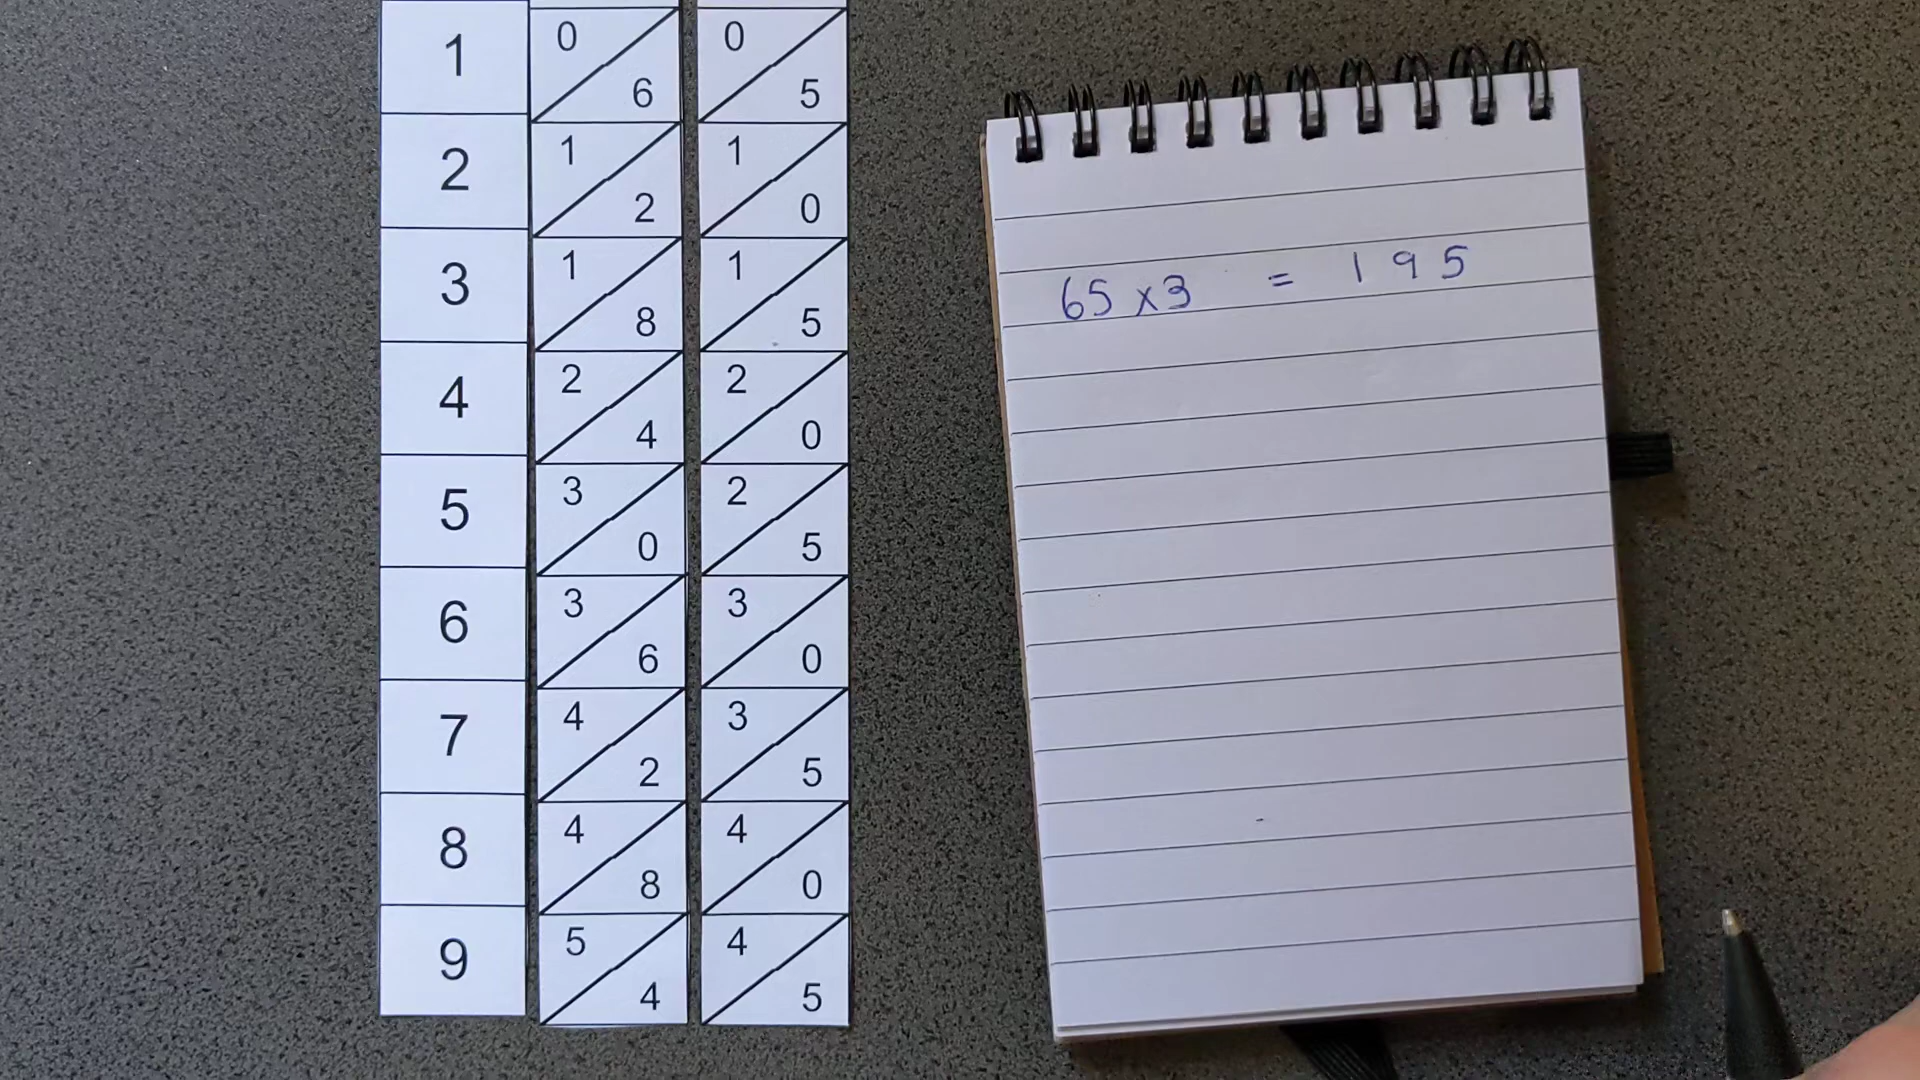 1 0 6 0 5
2 1 2 1 0
3 1 8 1 5
4 2 4 2 0
5 3 0 2 5
6 3 6 3 0
7 4 2 3 5
8 4 8 4 0
9 5 4 4 5
65 x 3 = 195